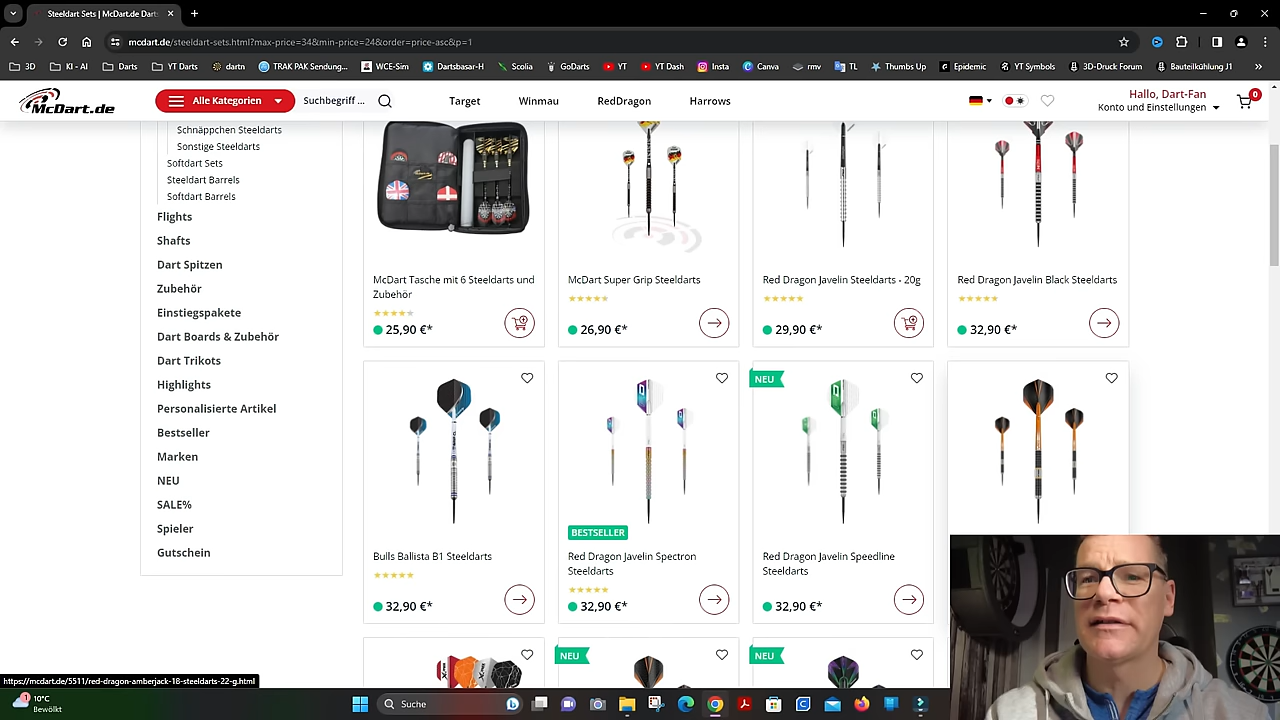 Steeldart Sets | McDart.de Dart
mcdart.de/steeldart-sets.html?max-price=34&min-price=24&order=price-asc&p=1
3D
KI - AI
Darts
YT Darts
dartn
TRAK PAK Sendung...
WCE-Sim
Dartsbasar-H
Scolia
GoDarts
YT
YT Dash
Insta
Canva
rmv
TL
Thumbs Up
Epidemic
YT Symbols
3D-Druck Forum
Bauteilkühlung J1
McDart.de
Alle Kategorien
Suchbegriff ...
Target
Winmau
RedDragon
Harrows
Hallo, Dart-Fan
Konto und Einstellungen
0
Schnäppchen Steeldarts
Sonstige Steeldarts
Softdart Sets
Steeldart Barrels
Softdart Barrels
Flights
Shafts
Dart Spitzen
Zubehör
Einstiegspakete
Dart Boards & Zubehör
Dart Trikots
Highlights
Personalisierte Artikel
Bestseller
Marken
NEU
SALE%
Spieler
Gutschein
McDart Tasche mit 6 Steeldarts und
Zubehör
25,90 €*
McDart Super Grip Steeldarts
26,90 €*
Red Dragon Javelin Steeldarts - 20g
29,90 €*
Red Dragon Javelin Black Steeldarts
32,90 €*
Bulls Ballista B1 Steeldarts
32,90 €*
BESTSELLER
Red Dragon Javelin Spectron
Steeldarts
32,90 €*
NEU
Red Dragon Javelin Speedline
Steeldarts
32,90 €*
NEU
NEU
https://mcdart.de/5511/red-dragon-amberjack-18-steeldarts-22-g.html
1
10°C
Bewölkt
Suche